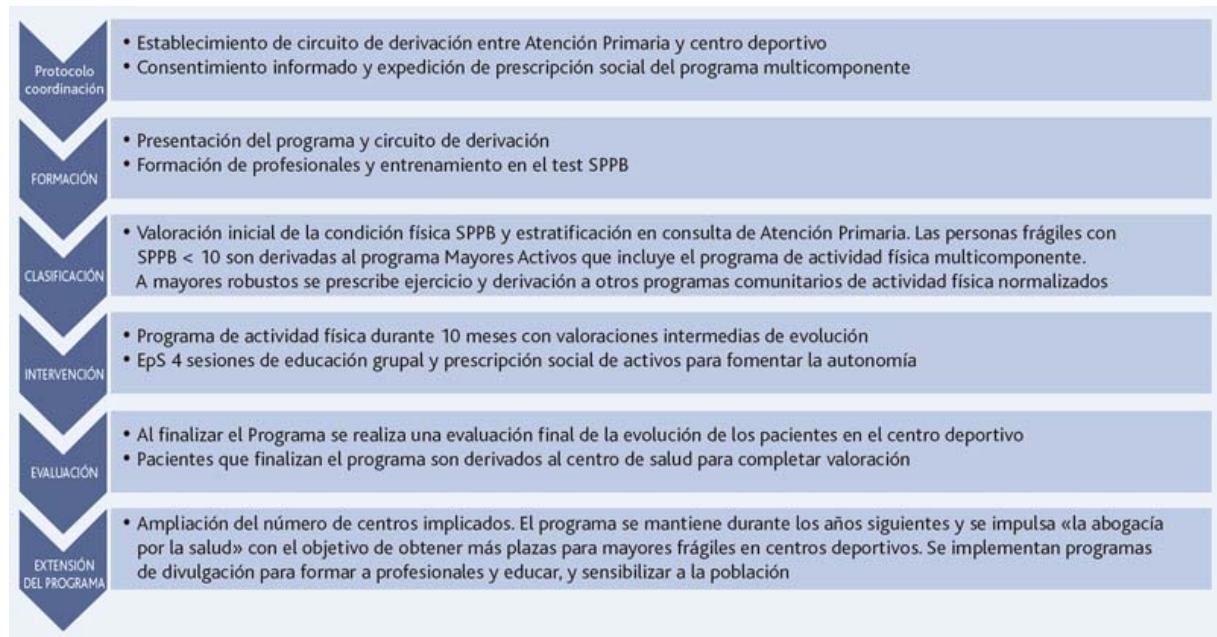 Protocolo
coordinación
• Establecimiento de circuito de derivación entre Atención Primaria y centro deportivo
• Consentimiento informado y expedición de prescripción social del programa multicomponente
FORMACIÓN
• Presentación del programa y circuito de derivación
• Formación de profesionales y entrenamiento en el test SPPB
CLASIFICACIÓN
• Valoración inicial de la condición física SPPB y estratificación en consulta de Atención Primaria. Las personas frágiles con
SPPB < 10 son derivadas al programa Mayores Activos que incluye el programa de actividad física multicomponente.
A mayores robustos se prescribe ejercicio y derivación a otros programas comunitarios de actividad física normalizados
INTERVENCIÓN
• Programa de actividad física durante 10 meses con valoraciones intermedias de evolución
• EpS 4 sesiones de educación grupal y prescripción social de activos para fomentar la autonomía
EVALUACIÓN
• Al finalizar el Programa se realiza una evaluación final de la evolución de los pacientes en el centro deportivo
• Pacientes que finalizan el programa son derivados al centro de salud para completar valoración
EXTENSIÓN
DEL PROGRAMA
• Ampliación del número de centros implicados. El programa se mantiene durante los años siguientes y se impulsa «la abogacía
por la salud» con el objetivo de obtener más plazas para mayores frágiles en centros deportivos. Se implementan programas
de divulgación para formar a profesionales y educar, y sensibilizar a la población